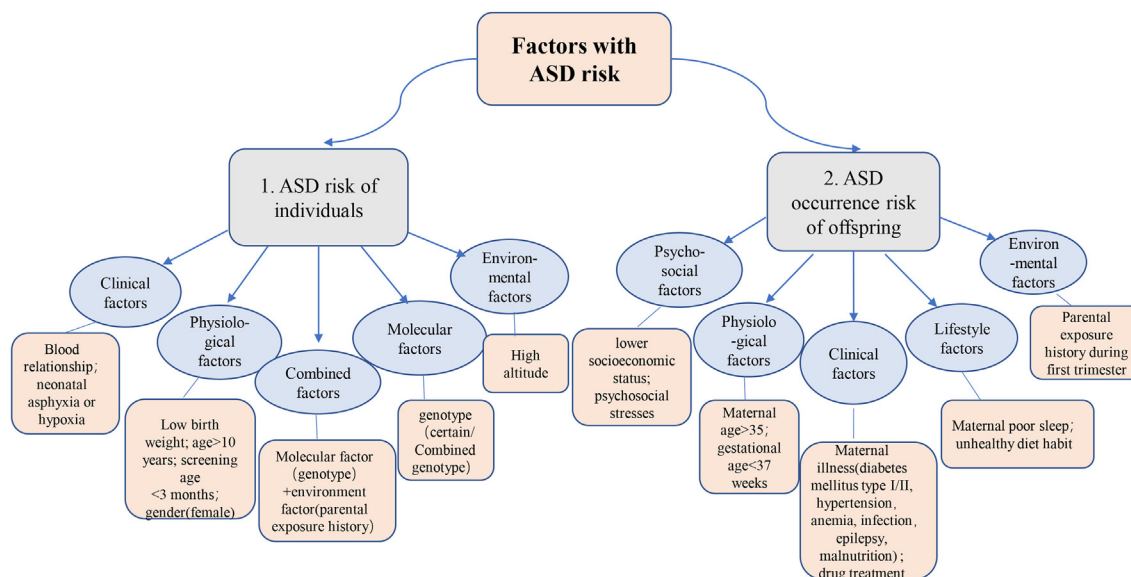 Factors with
ASD risk
1. ASD risk of
individuals
2. ASD
occurrence risk
of offspring
Clinical
factors
Physiolo-
gical
factors
Combined
factors
Molecular
factors
Environ-
mental
factors
Psycho-
social
factors
Physiolo
-gical
factors
Clinical
factors
Lifestyle
factors
Environ
-mental
factors
Blood
relationship;
neonatal
asphyxia or
hypoxia
Low birth
weight; age>10
years; screening
age
<3 months;
gender(female)
Molecular factor
(genotype)
+environment
factor(parental
exposure history)
genotype
(certain/
Combined
genotype)
High
altitude
lower
socioeconomic
status;
psychosocial
stresses
Maternal
age>35;
gestational
age<37
weeks
Maternal
illness(diabetes
mellitus type I/II,
hypertension,
anemia, infection,
epilepsy,
malnutrition);
drug treatment
Maternal poor sleep;
unhealthy diet habit
Parental
exposure
history during
first trimester